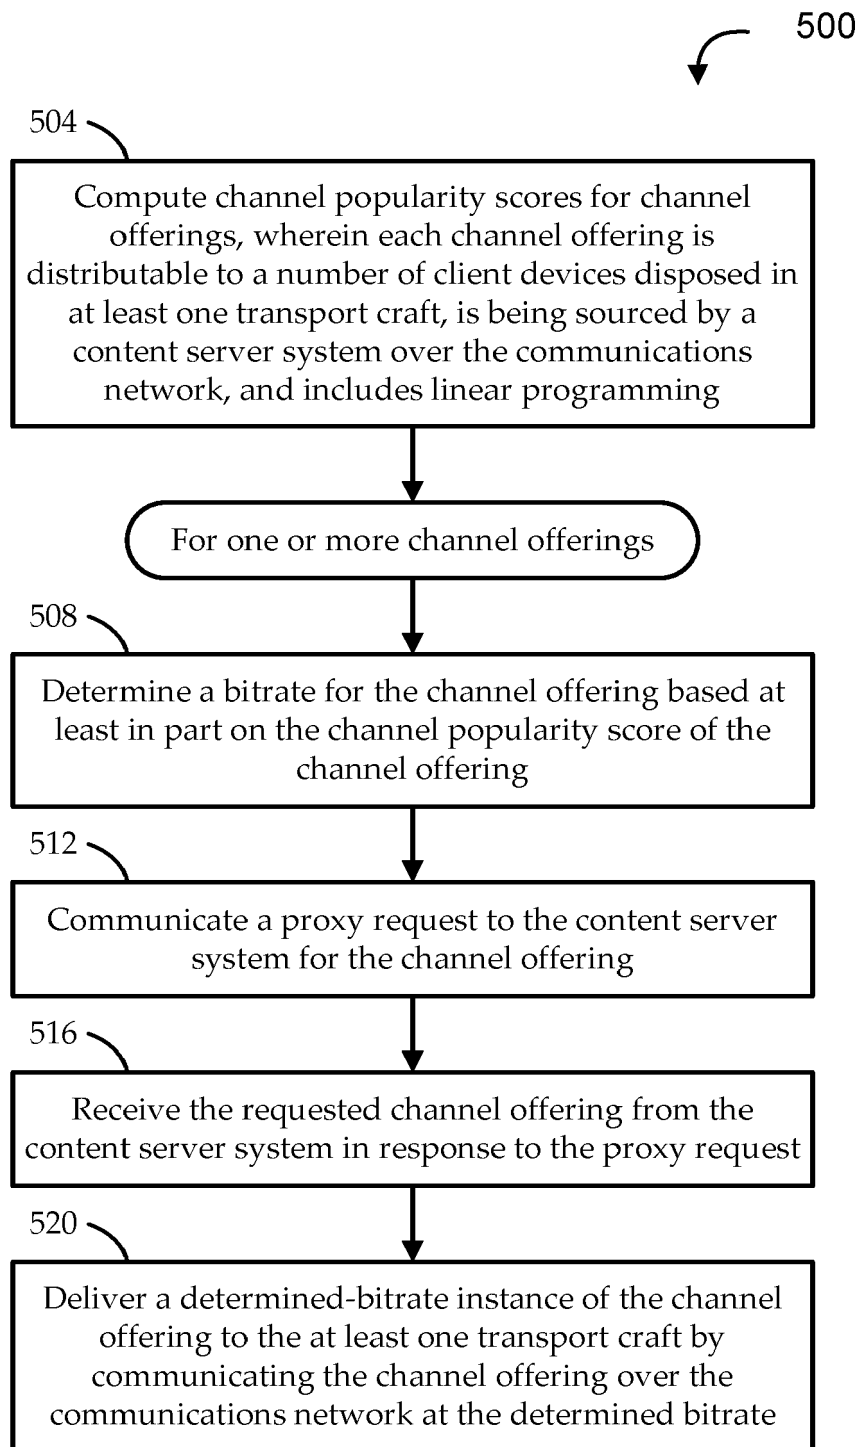 500
504
Compute channel popularity scores for channel
offerings, wherein each channel offering is
distributable to a number of client devices disposed in
at least one transport craft, is being sourced by a
content server system over the communications
network, and includes linear programming
For one or more channel offerings
508
Determine a bitrate for the channel offering based at
least in part on the channel popularity score of the
channel offering
512
Communicate a proxy request to the content server
system for the channel offering
516
Receive the requested channel offering from the
content server system in response to the proxy request
520
Deliver a determined-bitrate instance of the channel
offering to the at least one transport craft by
communicating the channel offering over the
communications network at the determined bitrate